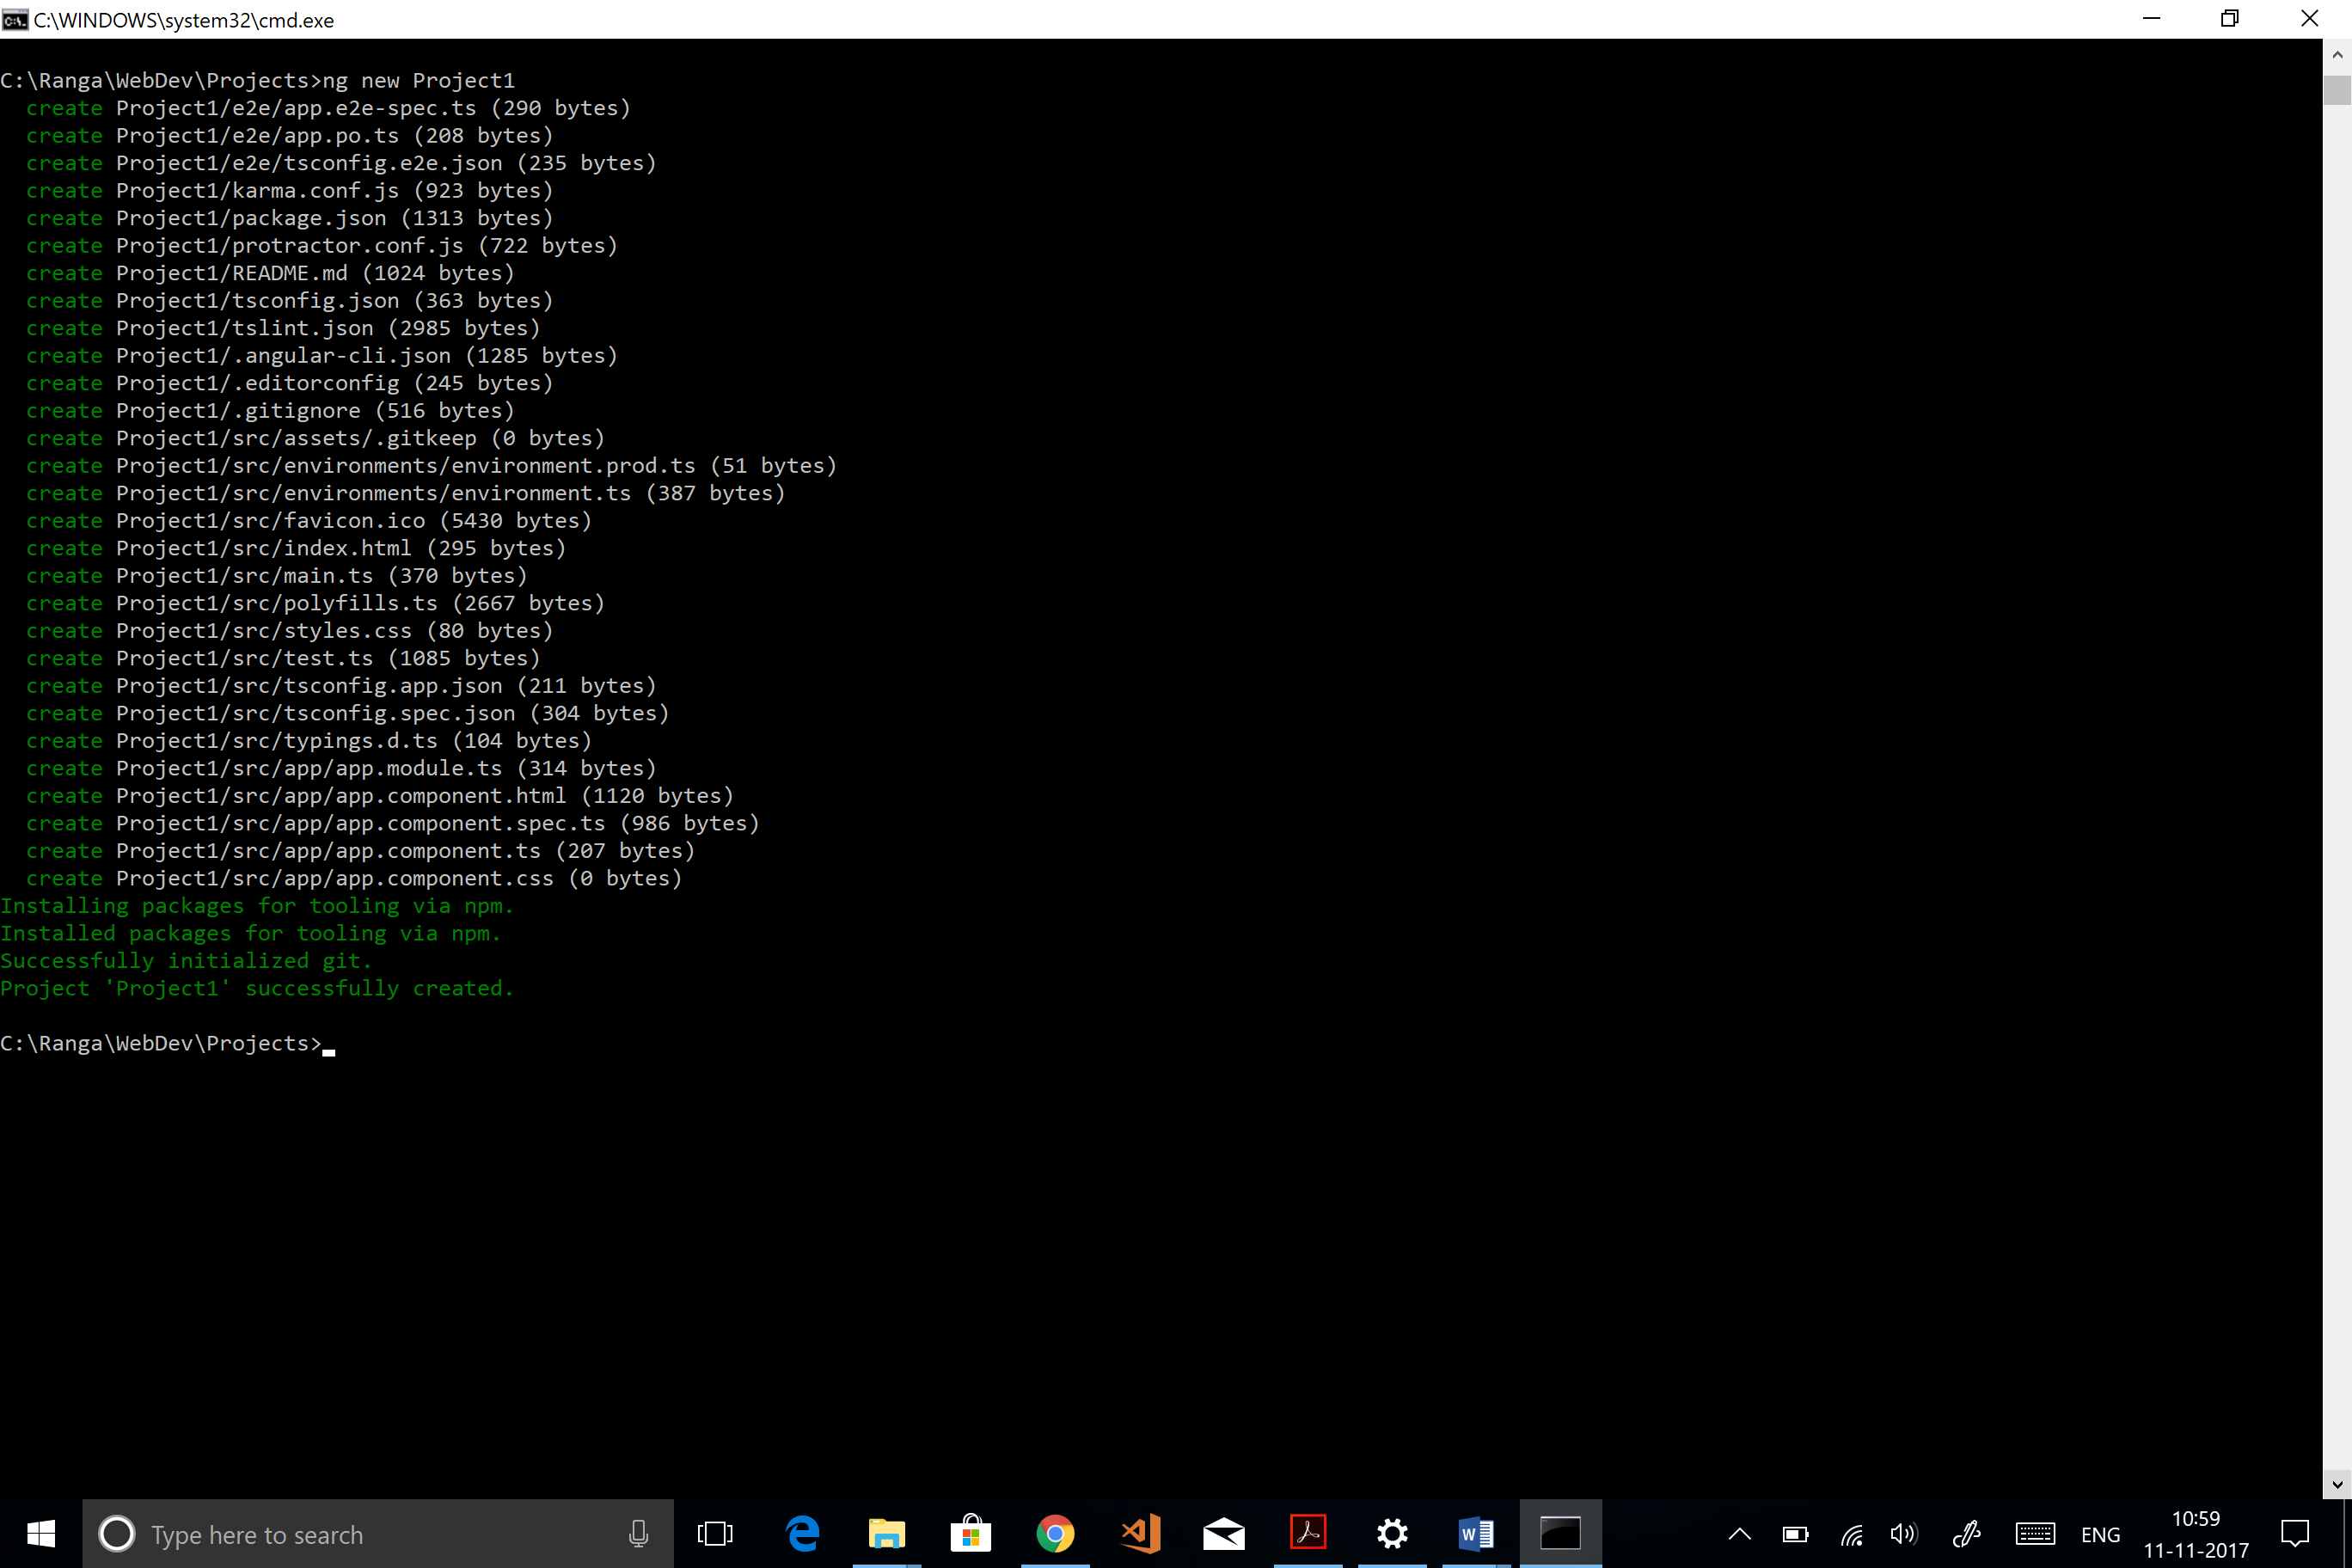 C:\WINDOWS\system32\cmd.exe
C:\Ranga\WebDev\Projects>ng new Project1
  create Project1/e2e/app.e2e-spec.ts (290 bytes)
  create Project1/e2e/app.po.ts (208 bytes)
  create Project1/e2e/tsconfig.e2e.json (235 bytes)
  create Project1/karma.conf.js (923 bytes)
  create Project1/package.json (1313 bytes)
  create Project1/protractor.conf.js (722 bytes)
  create Project1/README.md (1024 bytes)
  create Project1/tsconfig.json (363 bytes)
  create Project1/tslint.json (2985 bytes)
  create Project1/.angular-cli.json (1285 bytes)
  create Project1/.editorconfig (245 bytes)
  create Project1/.gitignore (516 bytes)
  create Project1/src/assets/.gitkeep (0 bytes)
  create Project1/src/environments/environment.prod.ts (51 bytes)
  create Project1/src/environments/environment.ts (387 bytes)
  create Project1/src/favicon.ico (5430 bytes)
  create Project1/src/index.html (295 bytes)
  create Project1/src/main.ts (370 bytes)
  create Project1/src/polyfills.ts (2667 bytes)
  create Project1/src/styles.css (80 bytes)
  create Project1/src/test.ts (1085 bytes)
  create Project1/src/tsconfig.app.json (211 bytes)
  create Project1/src/tsconfig.spec.json (304 bytes)
  create Project1/src/typings.d.ts (104 bytes)
  create Project1/src/app/app.module.ts (314 bytes)
  create Project1/src/app/app.component.html (1120 bytes)
  create Project1/src/app/app.component.spec.ts (986 bytes)
  create Project1/src/app/app.component.ts (207 bytes)
  create Project1/src/app/app.component.css (0 bytes)
Installing packages for tooling via npm.
Installed packages for tooling via npm.
Successfully initialized git.
Project 'Project1' successfully created.
C:\Ranga\WebDev\Projects>
Type here to search
ENG
10:59
11-11-2017